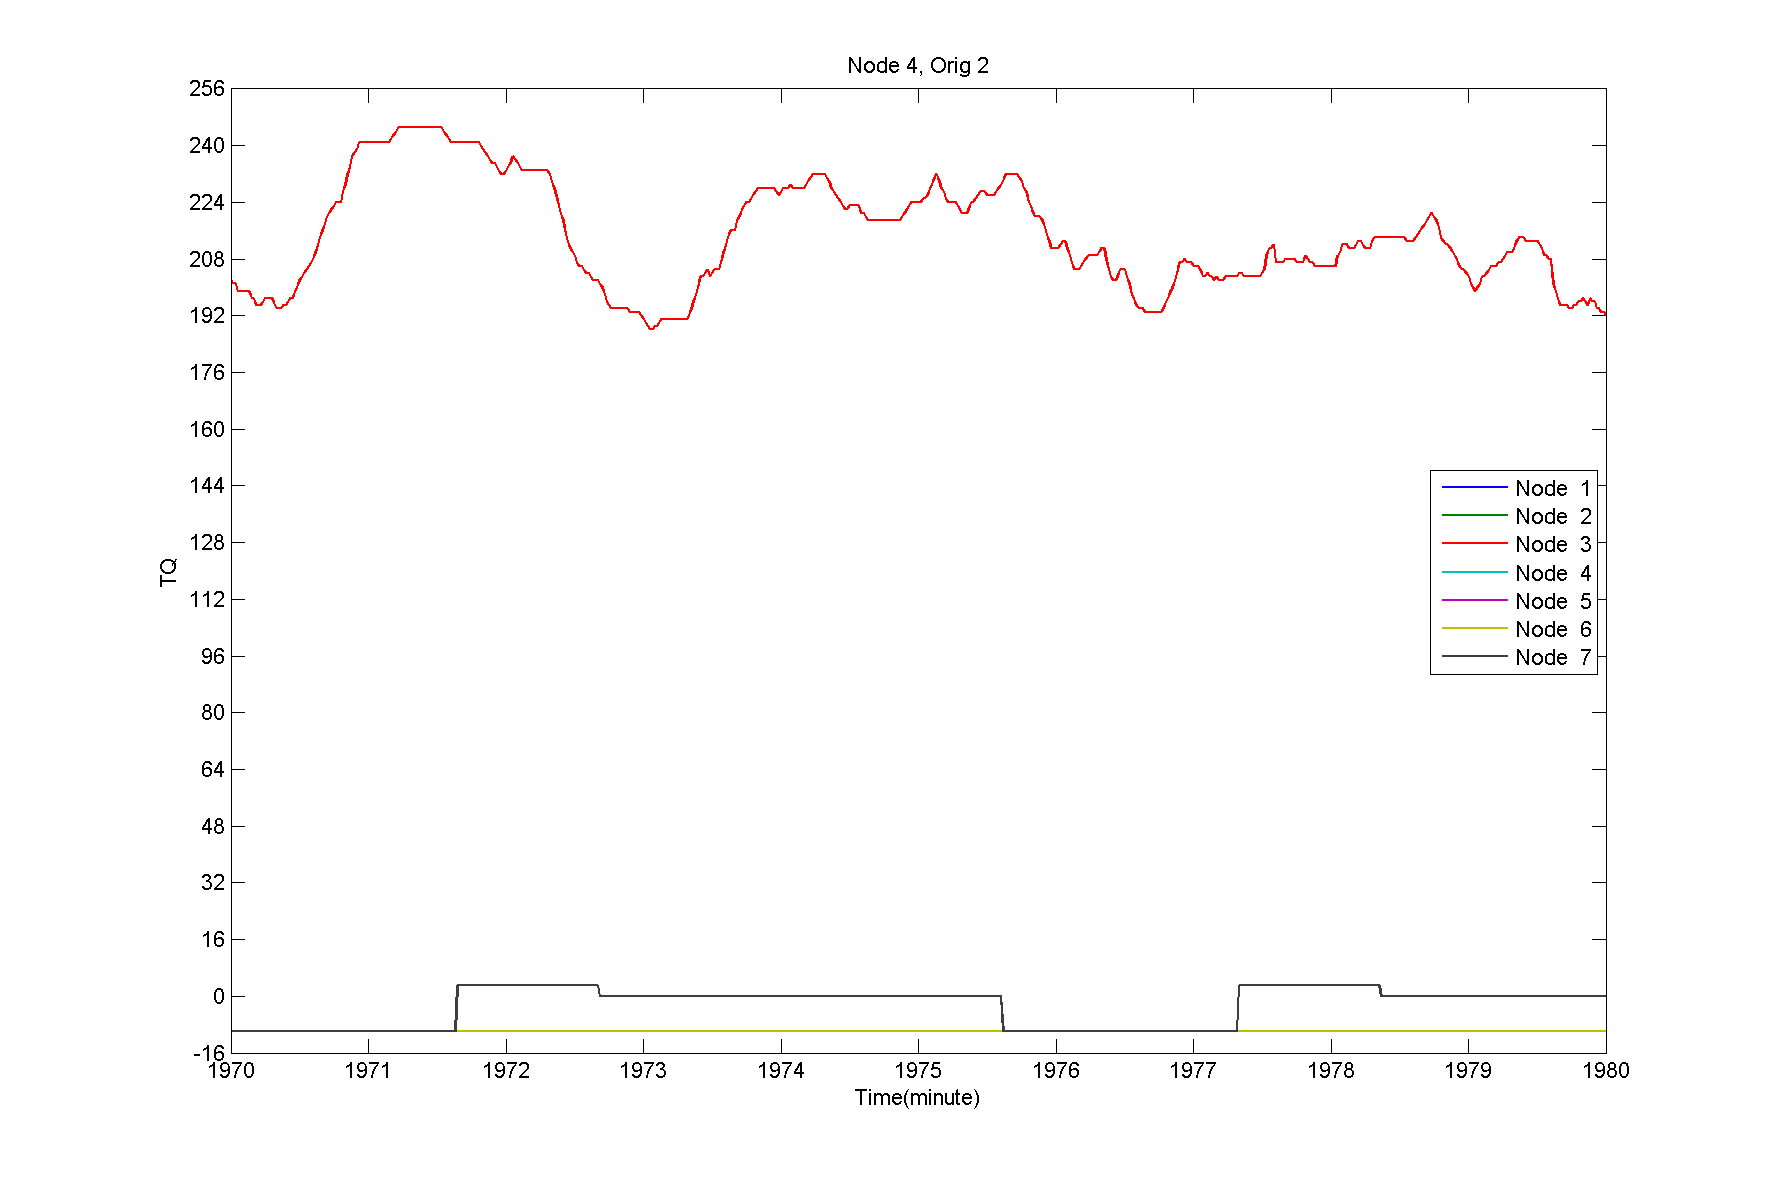 Node 4, Orig 2
256
240
224
208
192
176
160
144
128
112
96
80
64
48
32
16
0
-16
TQ
Node 1
Node 2
Node 3
Node 4
Node 5
Node 6
Node 7
1970 1971 1972 1973 1974 1975 1976 1977 1978 1979 1980
Time(minute)